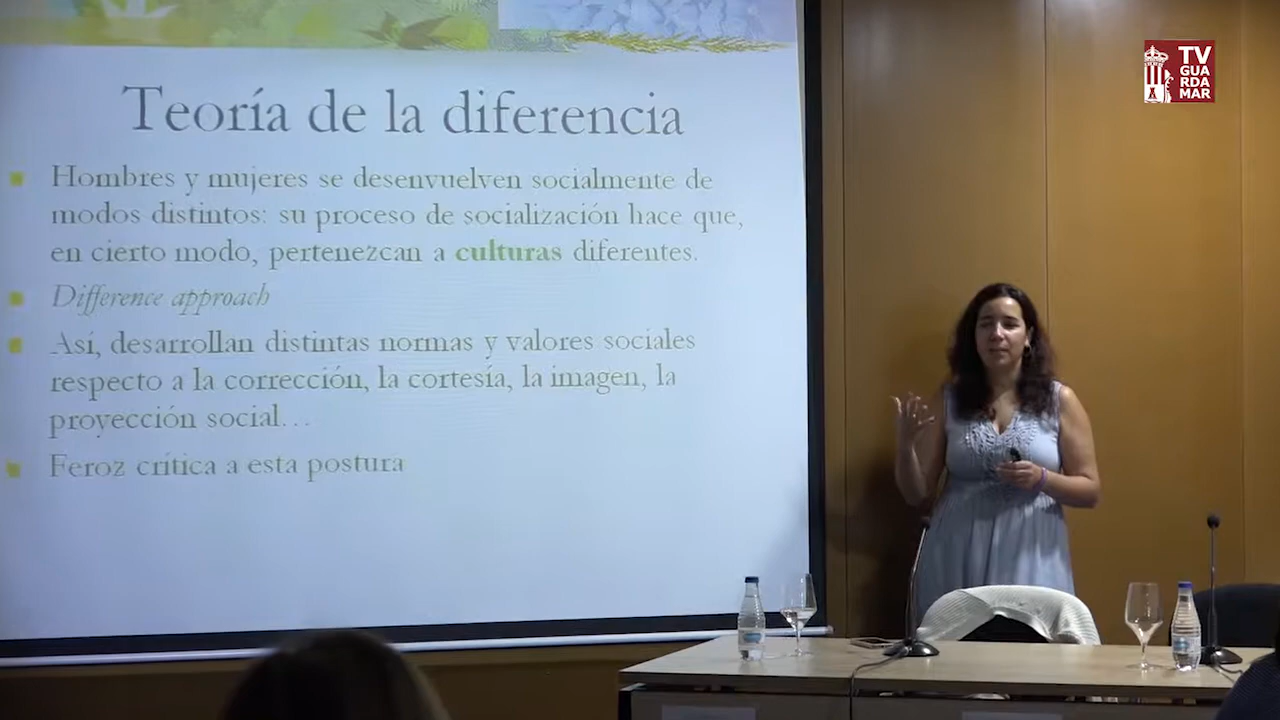 Teoría de la diferencia
Hombres y mujeres se desenvuelven socialmente de
modos distintos: su proceso de socialización hace que,
en cierto modo, pertenezcan a culturas diferentes.
Difference approach
Así, desarrollan distintas normas y valores sociales
respecto a la corrección, la cortesía, la imagen, la
proyección social…
Feroz crítica a esta postura
TV
GUA
RDA
MAR